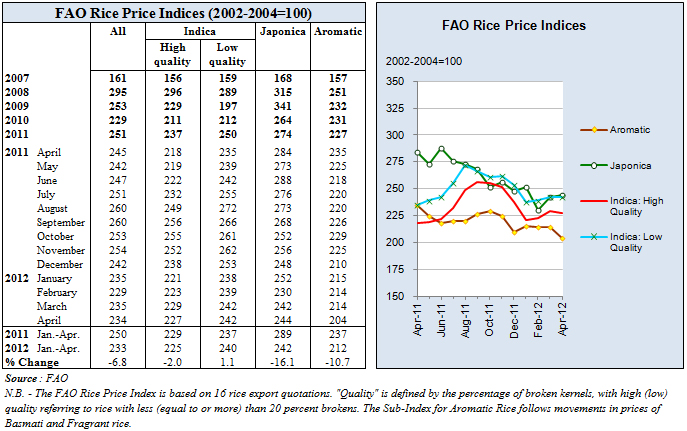 FAO Rice Price Indices (2002-2004=100)
All Indica Japonica Aromatic
High Low
quality quality
2007 161 156 159 168 157
2008 295 296 289 315 251
2009 253 229 197 341 232
2010 229 211 212 264 231
2011 251 237 250 274 227
2011 April 245 218 235 284 235
May 242 219 239 273 225
June 247 222 242 288 218
July 251 232 255 276 220
August 260 249 272 273 220
September 260 256 266 268 226
October 253 255 261 252 229
November 254 252 262 256 225
December 242 238 253 248 210
2012 January 235 221 238 252 215
February 229 223 239 230 214
March 235 229 242 242 214
April 234 227 242 244 204
2011 Jan.-Apr. 250 229 237 289 237
2012 Jan.-Apr. 233 225 240 242 212
% Change -6.8 -2.0 1.1 -16.1 -10.7
Source : FAO
N.B. - The FAO Rice Price Index is based on 16 rice export quotations. "Quality" is defined by the percentage of broken kernels, with high (low)
quality referring to rice with less (equal to or more) than 20 percent brokens. The Sub-Index for Aromatic Rice follows movements in prices of
Basmati and Fragrant rice.
FAO Rice Price Indices
2002-2004=100
350
325
300
275
250
225
200
175
150
Apr-11
Jun-11
Aug-11
Oct-11
Dec-11
Feb-12
Apr-12
Aromatic
Japonica
Indica: High
Quality
Indica: Low
Quality